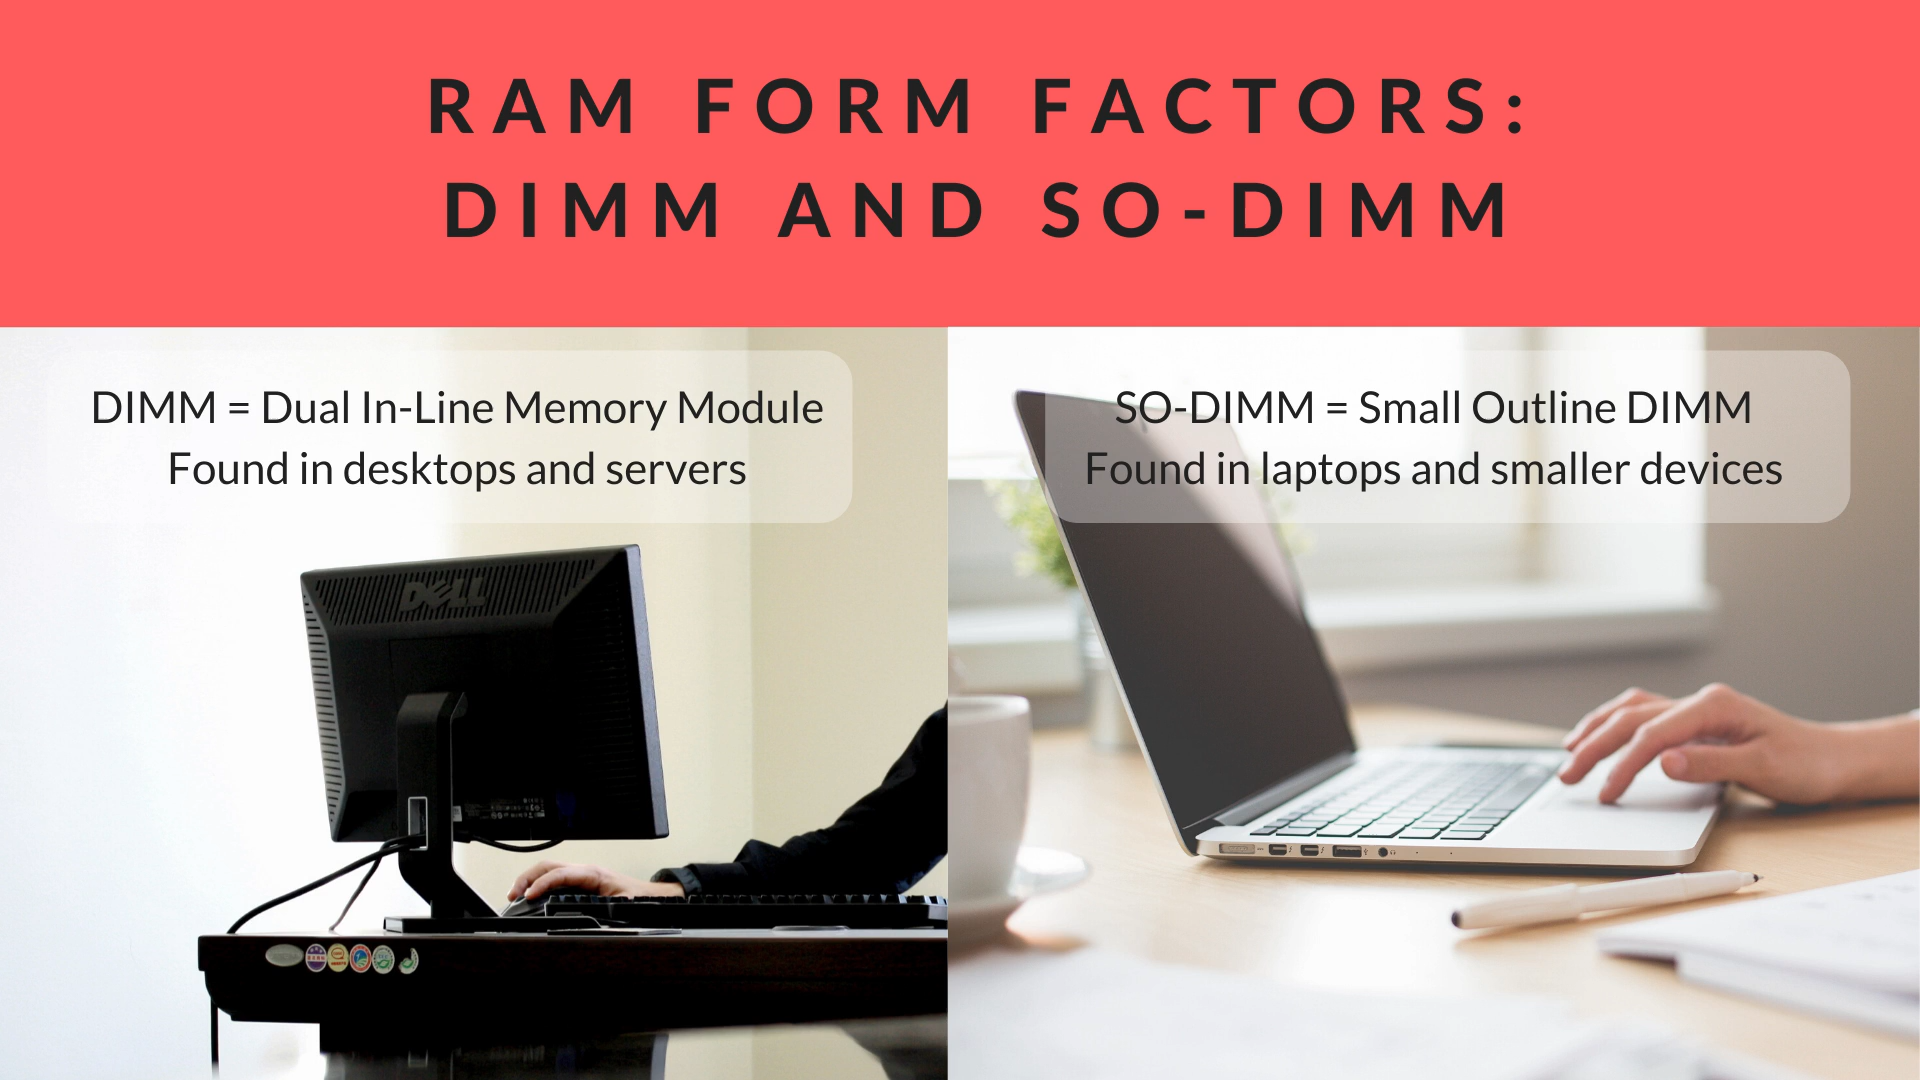 RAM FORM FACTORS:
DIMM AND SO-DIMM
DIMM = Dual In-Line Memory Module
Found in desktops and servers
SO-DIMM = Small Outline DIMM
Found in laptops and smaller devices
DELL